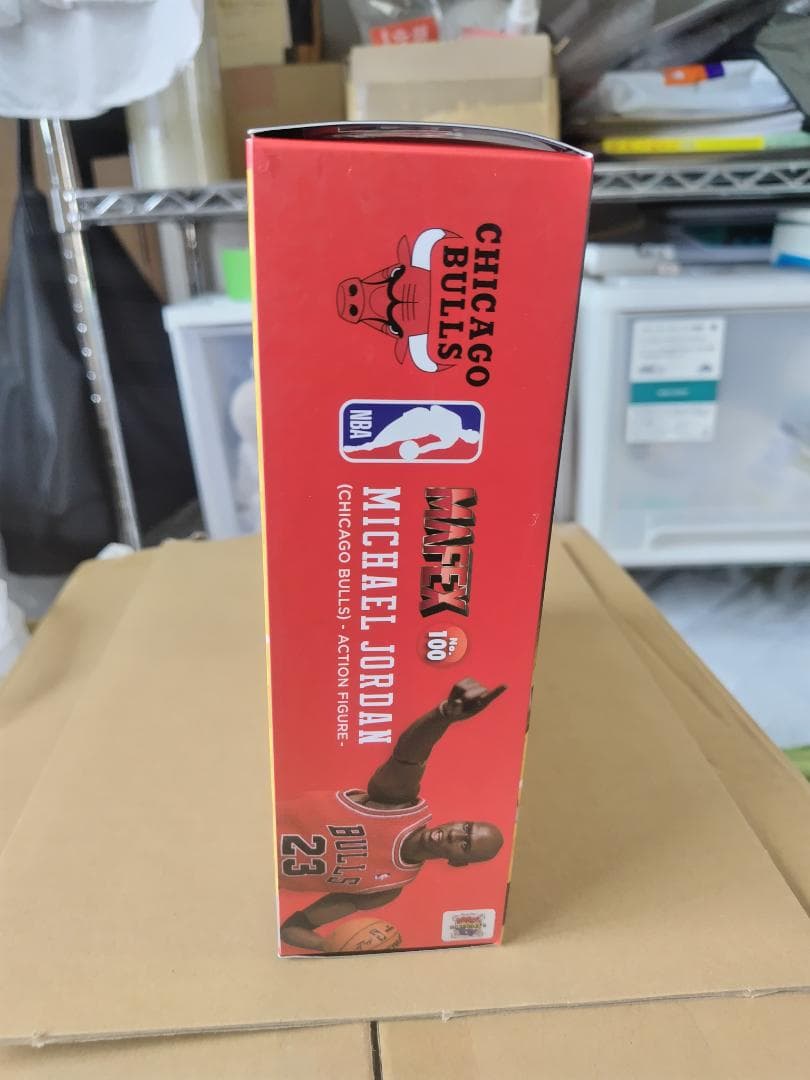 CHICAGO
BULLS
NBA
MAFEX No. 100
MICHAEL JORDAN
(CHICAGO BULLS) - ACTION FIGURE-
BULLS
23